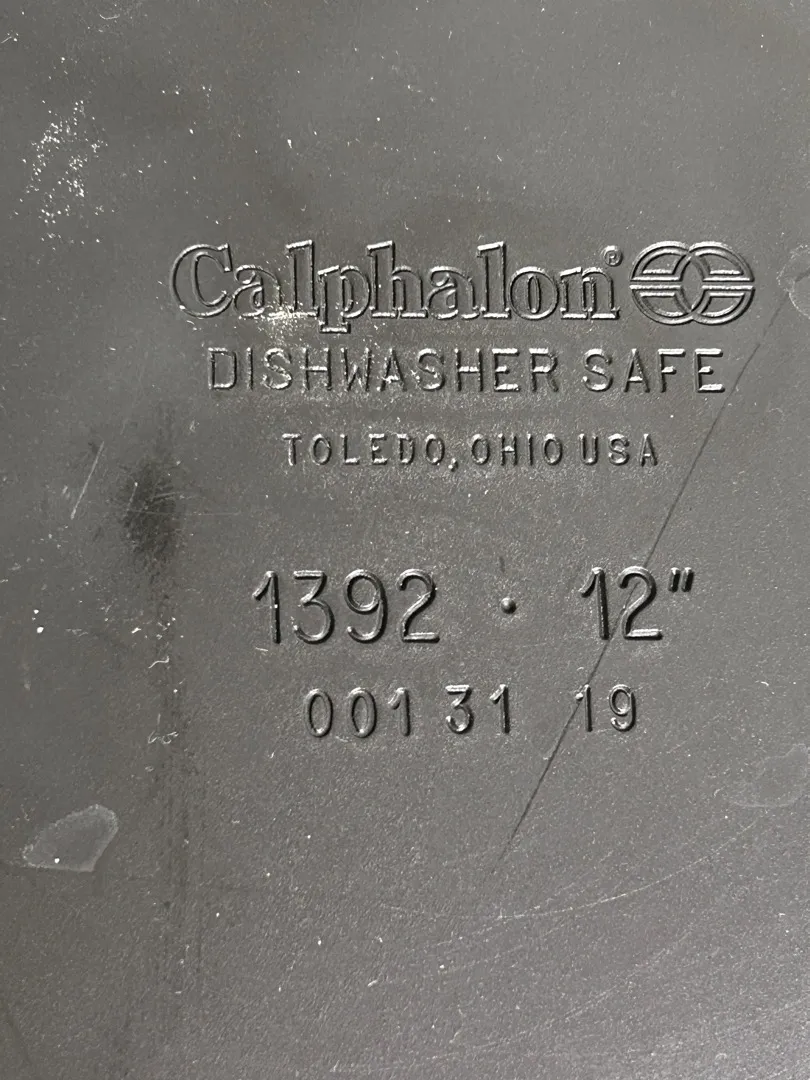 Calphalon®
DISHWASHER SAFE
TOLEDO, OHIO USA
1392 · 12"
001 31 19